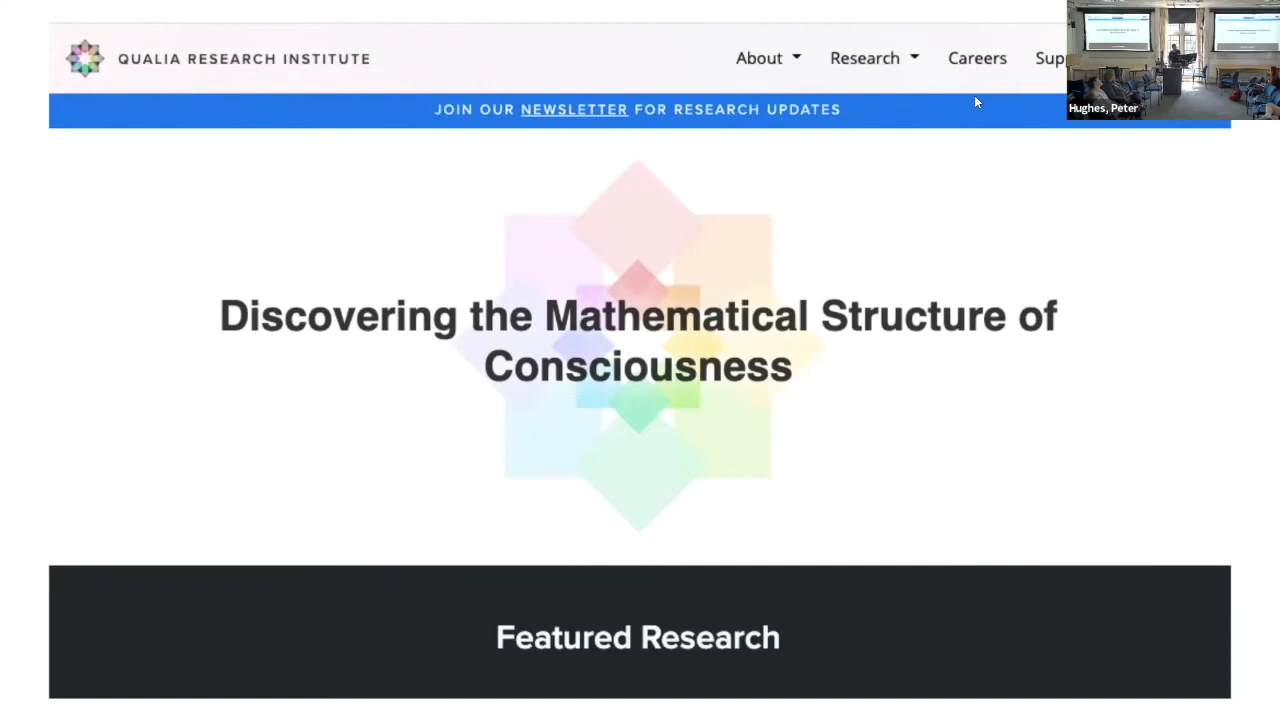 QUALIA RESEARCH INSTITUTE
About
Research
Careers
Sup
Hughes, Peter
JOIN OUR NEWSLETTER FOR RESEARCH UPDATES
Discovering the Mathematical Structure of
Consciousness
Featured Research